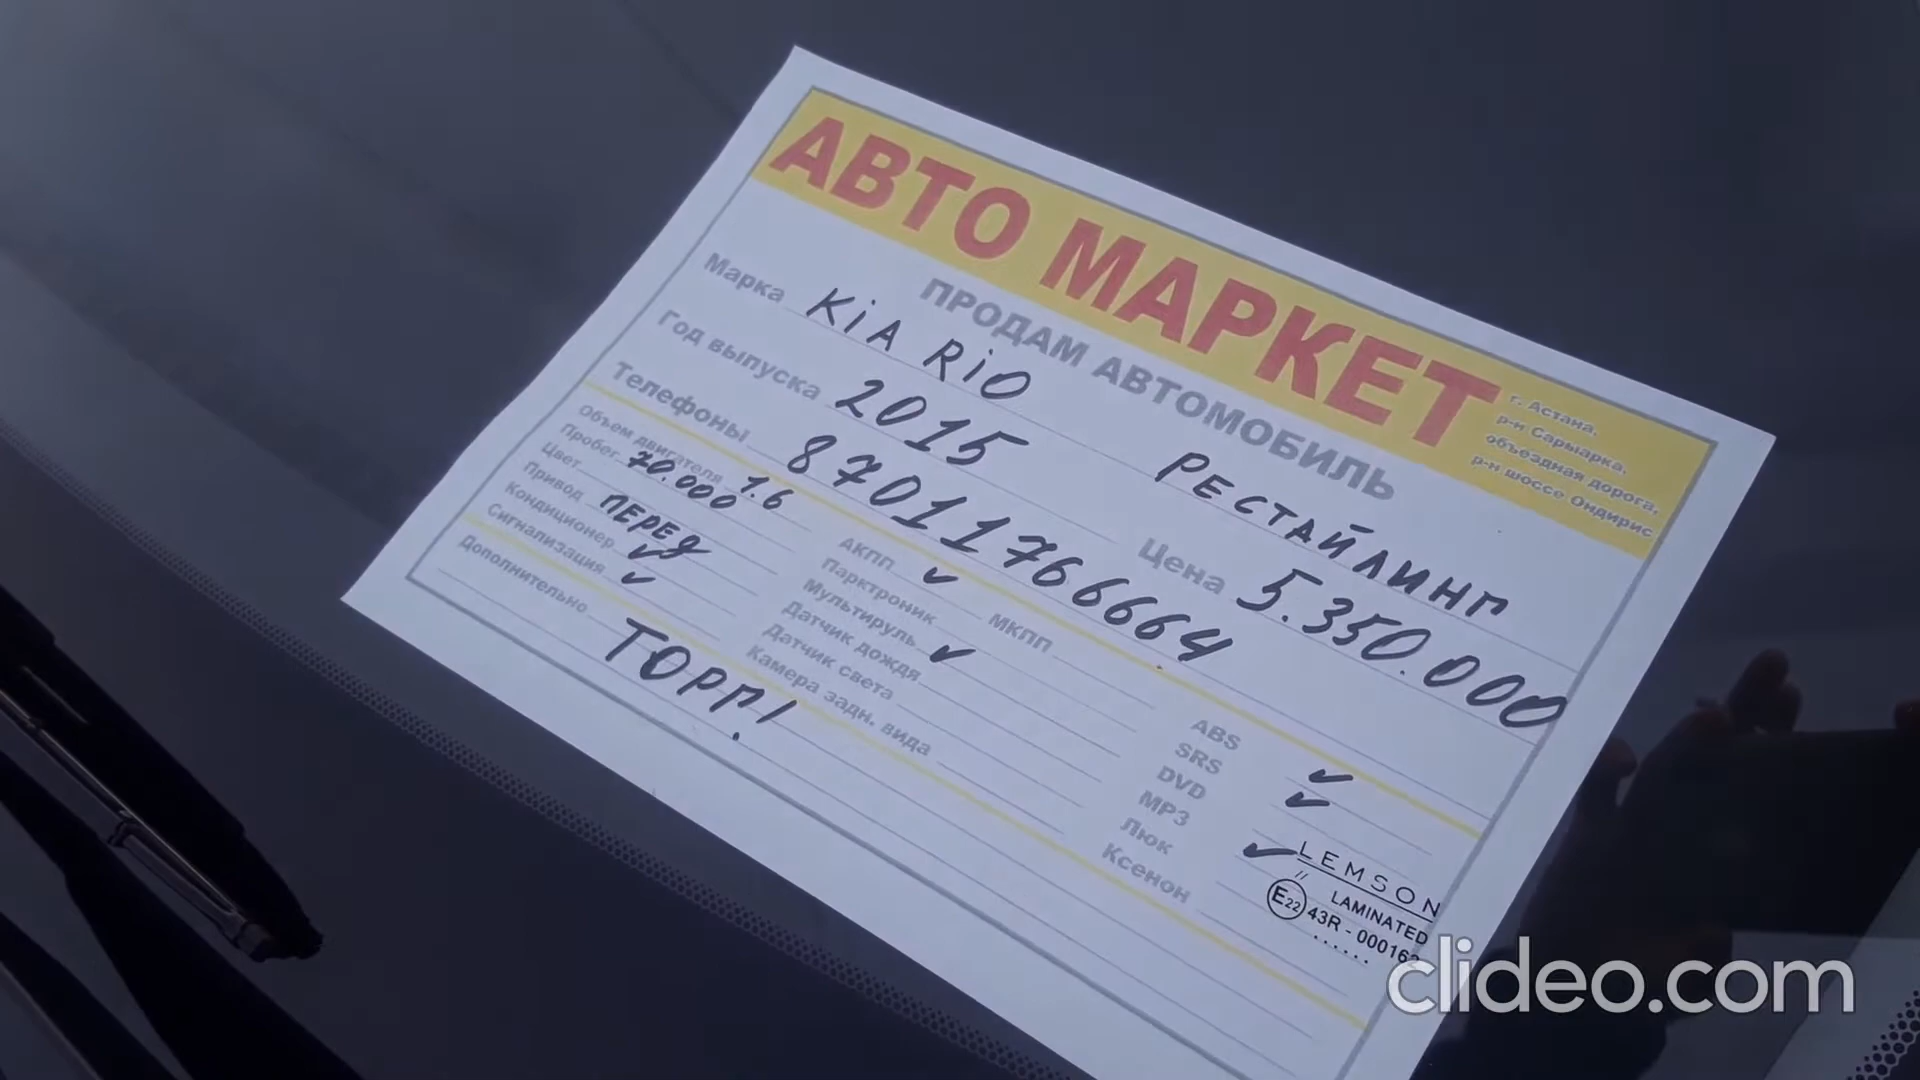 АВТО МАРКЕТ
г. Астана,
р-н Сарыарка,
объездная дорога,
р-н шоссе Ондирис
ПРОДАМ АВТОМОБИЛЬ
Марка KiA RiO РЕСТАЙЛИНГ
Год выпуска 2015 Цена 5.350.000
Телефоны 87011766664
Объем двигателя 1.6
Пробег 70.000
Цвет
Привод ПЕРЕД
Кондиционер ✓
Сигнализация ✓
Дополнительно
ТОРГ!
АКПП ✓ МКПП
Парктроник
Мультируль ✓
Датчик дождя
Датчик света
Камера задн. вида
ABS ✓
SRS ✓
DVD
MP3 ✓
Люк
Ксенон
LEMSON
//
LAMINATED
E22 43R - 000162
clideo.com